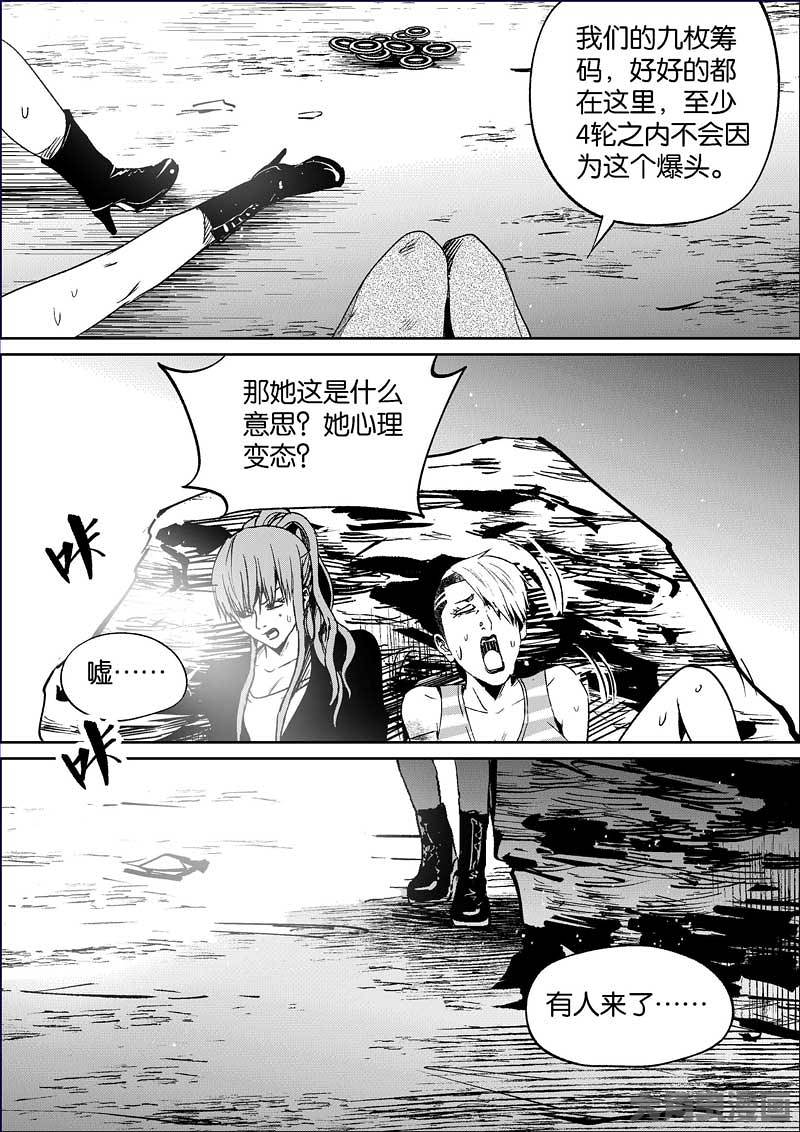 我们的九枚筹
码，好好的都
在这里，至少
4轮之内不会因
为这个爆头。
那她这是什么
意思？她心理
变态？
咔
嘘……
咔
有人来了……